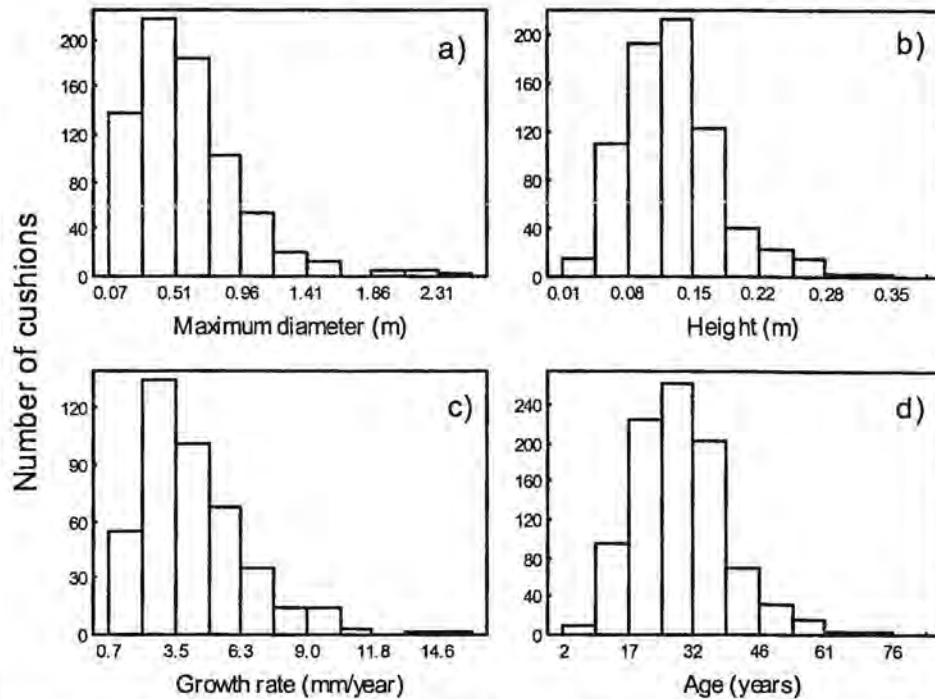 Number of cushions
a)
200
160
120
80
40
0
0.07 0.51 0.96 1.41 1.86 2.31
Maximum diameter (m)
b)
200
160
120
80
40
0
0.01 0.08 0.15 0.22 0.28 0.35
Height (m)
c)
120
90
60
30
0
0.7 3.5 6.3 9.0 11.8 14.6
Growth rate (mm/year)
d)
240
200
160
120
80
40
0
2 17 32 46 61 76
Age (years)